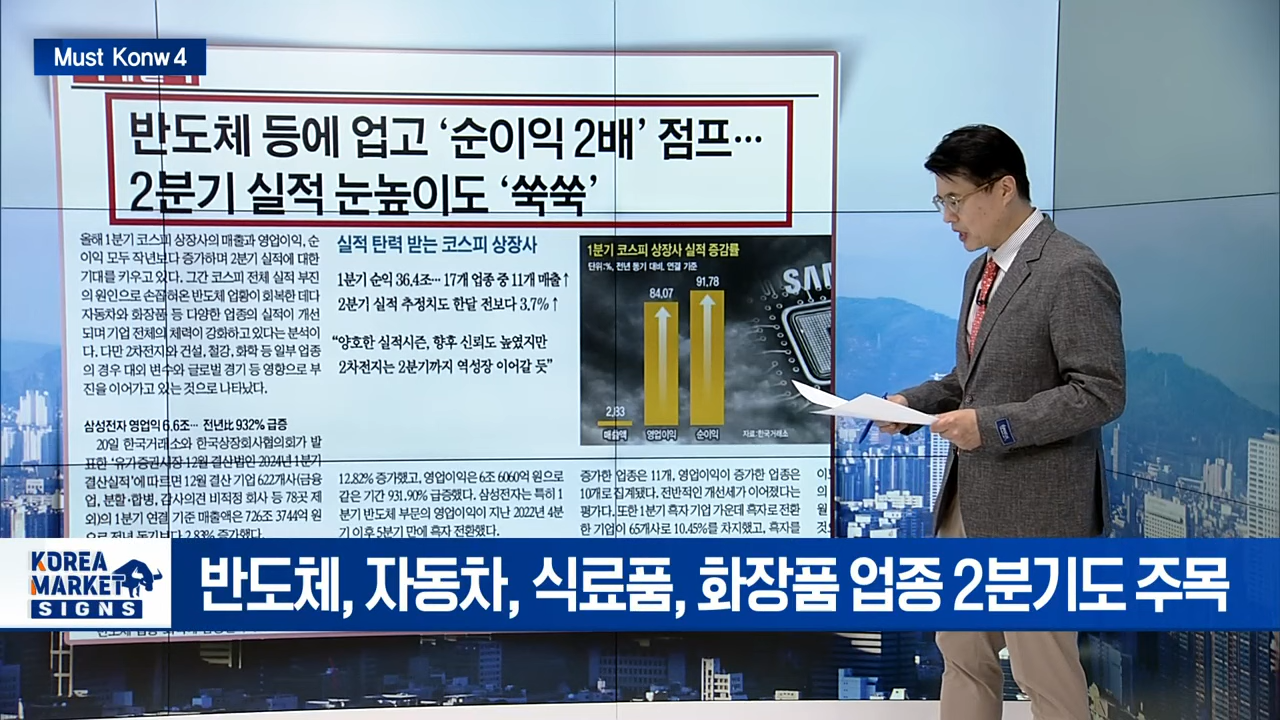 Must Konw 4
반도체 등에 업고 ‘순이익 2배’ 점프…
2분기 실적 눈높이도 ‘쑥쑥’
올해 1분기 코스피 상장사의 매출과 영업이익, 순
이익 모두 작년보다 증가하며 2분기 실적에 대한
기대를 키우고 있다. 그간 코스피 전체 실적 부진
의 원인으로 손꼽혀온 반도체 업황이 회복한 데다
자동차와 화장품 등 다양한 업종의 실적이 개선
되며 기업 전체의 체력이 강화하고 있다는 분석이
다. 다만 2차전지와 건설, 철강, 화학 등 일부 업종
의 경우 대외 변수와 글로벌 경기 등 영향으로 부
진을 이어가고 있는 것으로 나타났다.
삼성전자 영업익 6.6조… 전년比 932% 급증
20일 한국거래소와 한국상장회사협의회가 발
표한 ‘유가증권시장 12월 결산법인 2024년 1분기
결산실적’에 따르면 12월 결산 기업 622개사(금융
업, 분할·합병, 감사의견 비적정 회사 등 78곳 제
외)의 1분기 연결 기준 매출액은 726조 3744억 원
으로 전년 동기보다 2.83% 증가했다.
실적 탄력 받는 코스피 상장사
1분기 순익 36.4조… 17개 업종 중 11개 매출↑
2분기 실적 추정치도 한달 전보다 3.7%↑
“양호한 실적시즌, 향후 신뢰도 높였지만
2차전지는 2분기까지 역성장 이어갈 듯”
1분기 코스피 상장사 실적 증감률
단위:%, 전년 동기 대비, 연결 기준
SAM
91.78
84.07
2.83
매출액 영업이익 순이익
자료:한국거래소
12.82% 증가했고, 영업이익은 6조 6060억 원으로
같은 기간 931.90% 급증했다. 삼성전자는 특히 1
분기 반도체 부문의 영업이익이 지난 2022년 4분
기 이후 5분기 만에 흑자 전환했다.
증가한 업종은 11개, 영업이익이 증가한 업종은
10개로 집계됐다. 전반적인 개선세가 이어졌다는
평가다. 또한 1분기 흑자 기업 가운데 흑자로 전환
한 기업이 65개사로 10.45%를 차지했고, 흑자를
KOREA
MARKET
SIGNS
반도체, 자동차, 식료품, 화장품 업종 2분기도 주목